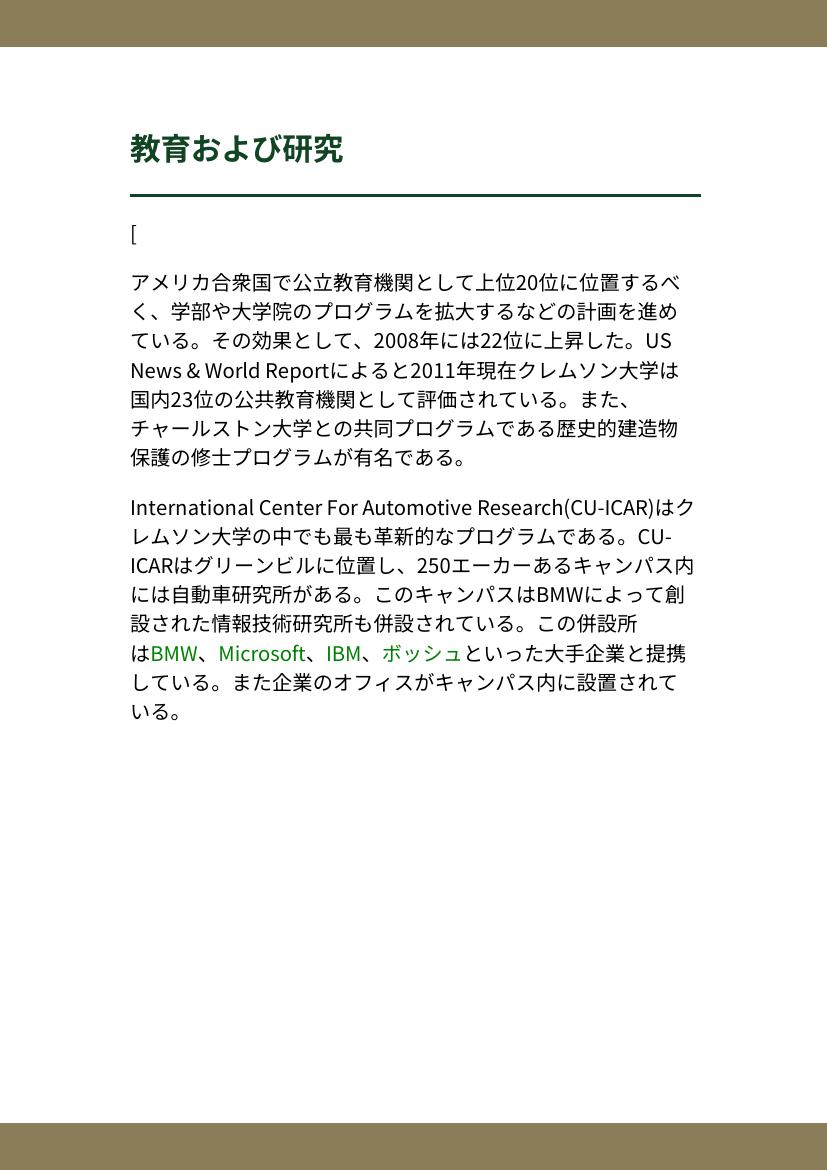 教育および研究
[
アメリカ合衆国で公立教育機関として上位20位に位置するべ
く、学部や大学院のプログラムを拡大するなどの計画を進め
ている。その効果として、2008年には22位に上昇した。US
News & World Reportによると2011年現在クレムソン大学は
国内23位の公共教育機関として評価されている。また、
チャールストン大学との共同プログラムである歴史的建造物
保護の修士プログラムが有名である。
International Center For Automotive Research(CU-ICAR)はク
レムソン大学の中でも最も革新的なプログラムである。CU-
ICARはグリーンビルに位置し、250エーカーあるキャンパス内
には自動車研究所がある。このキャンパスはBMWによって創
設された情報技術研究所も併設されている。この併設所
はBMW、Microsoft、IBM、ボッシュといった大手企業と提携
している。また企業のオフィスがキャンパス内に設置されて
いる。